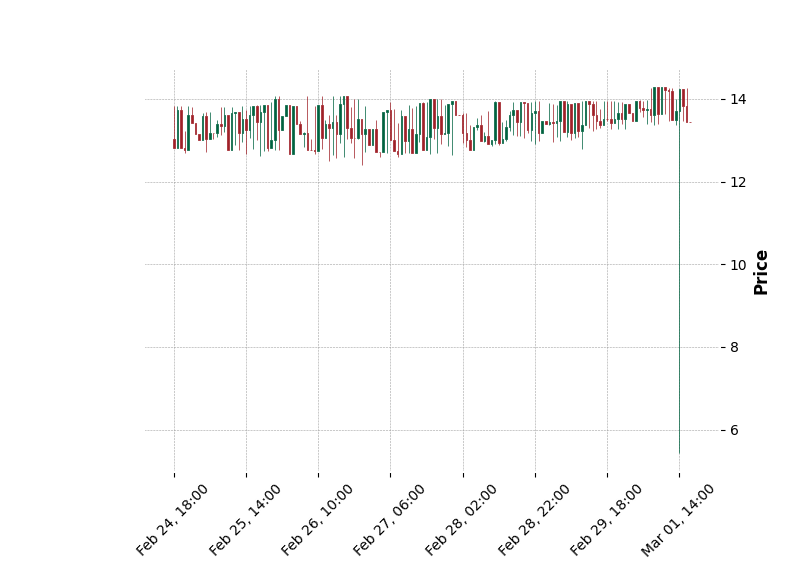 14
12
10
8
6
Price
Feb 24, 18:00
Feb 25, 14:00
Feb 26, 10:00
Feb 27, 06:00
Feb 28, 02:00
Feb 28, 22:00
Feb 29, 18:00
Mar 01, 14:00